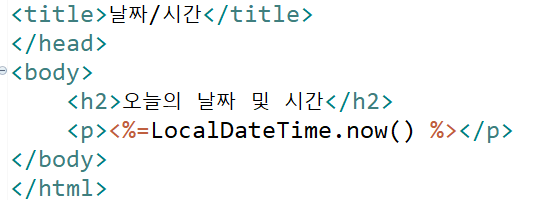 <title>날짜/시간</title>
</head>
<body>
<h2>오늘의 날짜 및 시간</h2>
<p><%=LocalDateTime.now() %></p>
</body>
</html>